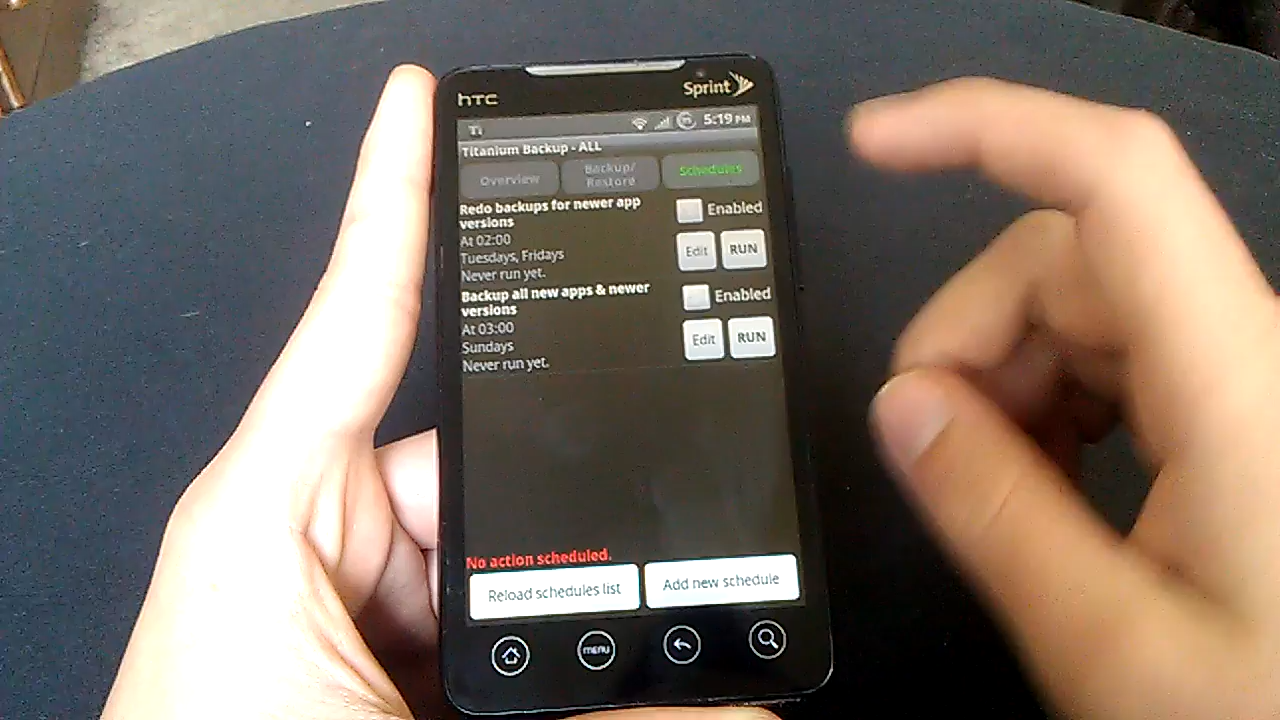 hTC
Sprint
Ti
5:19 PM
Titanium Backup - ALL
Overview
Backup/
Restore
Schedules
Redo backups for newer app
versions
Enabled
At 02:00
Tuesdays, Fridays
Never run yet.
Edit
RUN
Backup all new apps & newer
versions
Enabled
At 03:00
Sundays
Never run yet.
Edit
RUN
No action scheduled.
Reload schedules list
Add new schedule
MENU